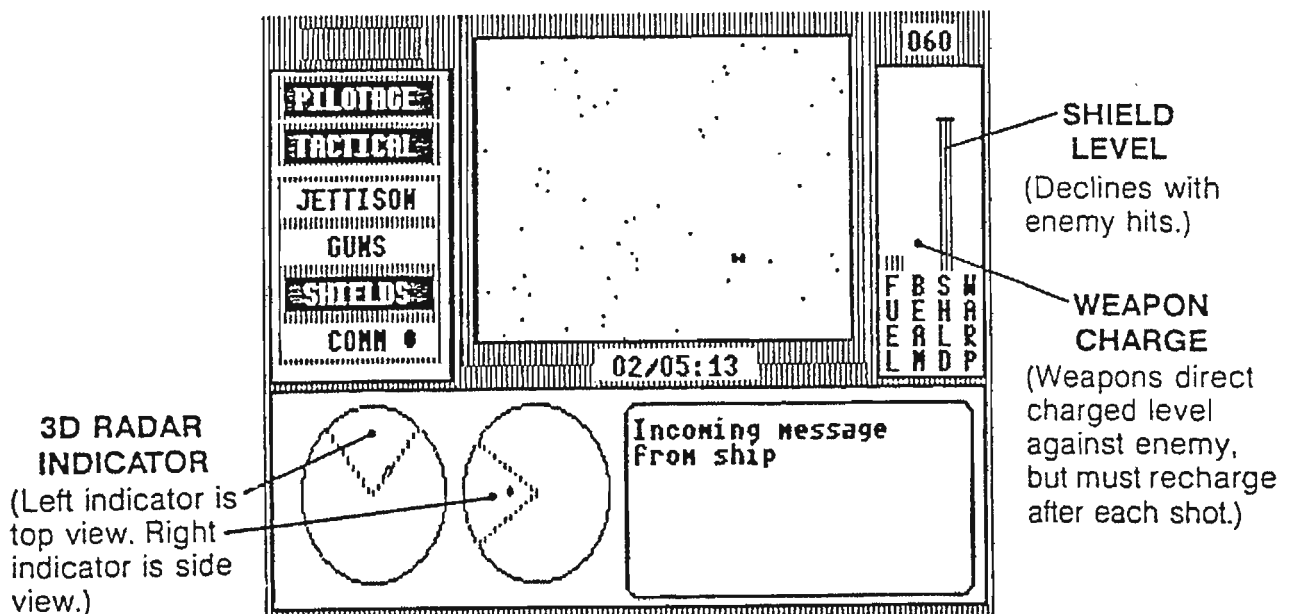 060
PILOTAGE
TACTICAL
JETTISON
GUNS
SHIELDS
COMM
02/05:13
FUEL
BEAM
SHLD
WARP
SHIELD
LEVEL
(Declines with
enemy hits.)
WEAPON
CHARGE
(Weapons direct
charged level
against enemy,
but must recharge
after each shot.)
3D RADAR
INDICATOR
(Left indicator is
top view. Right
indicator is side
view.)
Incoming message
from ship